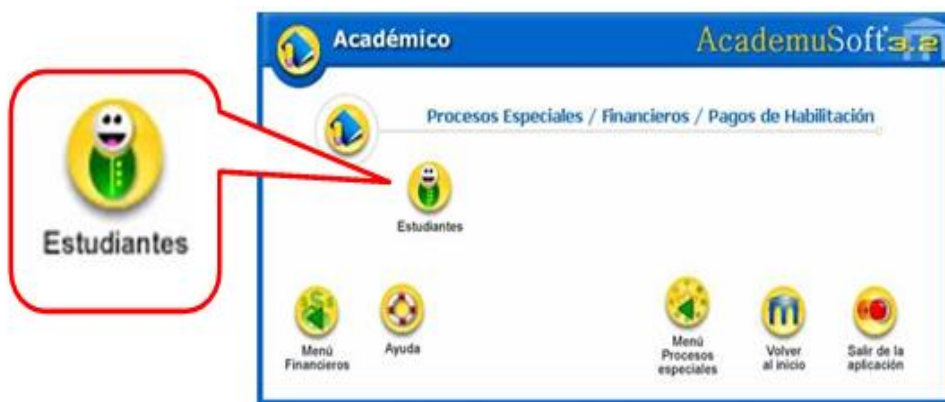 Académico
AcademuSoft 3.2
Procesos Especiales / Financieros / Pagos de Habilitación
Estudiantes
Estudiantes
Menú
Financieros
Ayuda
Menú
Procesos
especiales
Volver
al inicio
Salir de la
aplicación